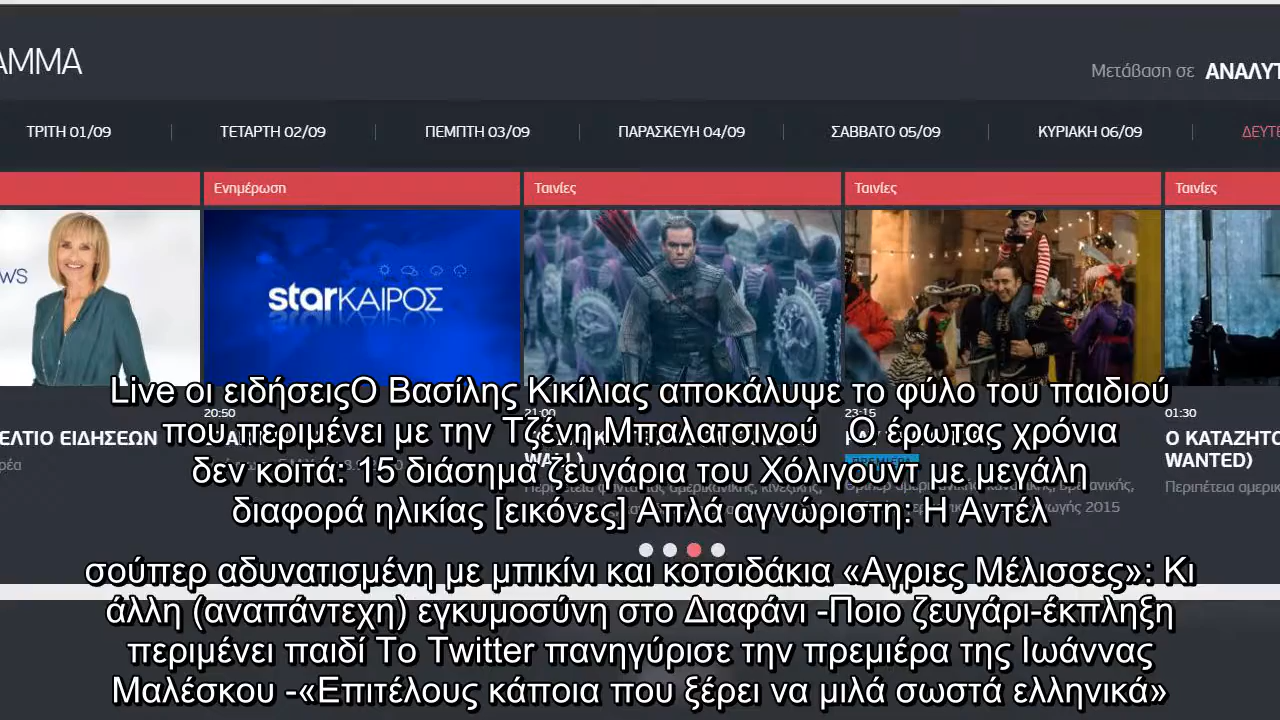 ΑΜΜΑ
Μετάβαση σε ΑΝΑΛΥΤ
ΤΡΙΤΗ 01/09 ΤΕΤΑΡΤΗ 02/09 ΠΕΜΠΤΗ 03/09 ΠΑΡΑΣΚΕΥΗ 04/09 ΣΑΒΒΑΤΟ 05/09 ΚΥΡΙΑΚΗ 06/09 ΔΕΥΤΕ
Ενημέρωση Ταινίες Ταινίες Ταινίες
WS
starΚΑΙΡΟΣ
Live οι ειδήσειςΟ Βασίλης Κικίλιας αποκάλυψε το φύλο του παιδιού
20:50 21:00 23:15 01:30
που περιμένει με την Τζένη Μπαλατσινού Ο έρωτας χρόνια
ΕΛΤΙΟ ΕΙΔΗΣΕΩΝ Ο ΚΑΤΑΖΗΤΟ
WANTED)
δεν κοιτά: 15 διάσημα ζευγάρια του Χόλιγουντ με μεγάλη
ρέα Περιπέτεια αμερικ
διαφορά ηλικίας [εικόνες] Απλά αγνώριστη: Η Αντέλ
2015
σούπερ αδυνατισμένη με μπικίνι και κοτσιδάκια «Αγριες Μέλισσες»: Κι
άλλη (αναπάντεχη) εγκυμοσύνη στο Διαφάνι -Ποιο ζευγάρι-έκπληξη
περιμένει παιδί Το Twitter πανηγύρισε την πρεμιέρα της Ιωάννας
Μαλέσκου -«Επιτέλους κάποια που ξέρει να μιλά σωστά ελληνικά»